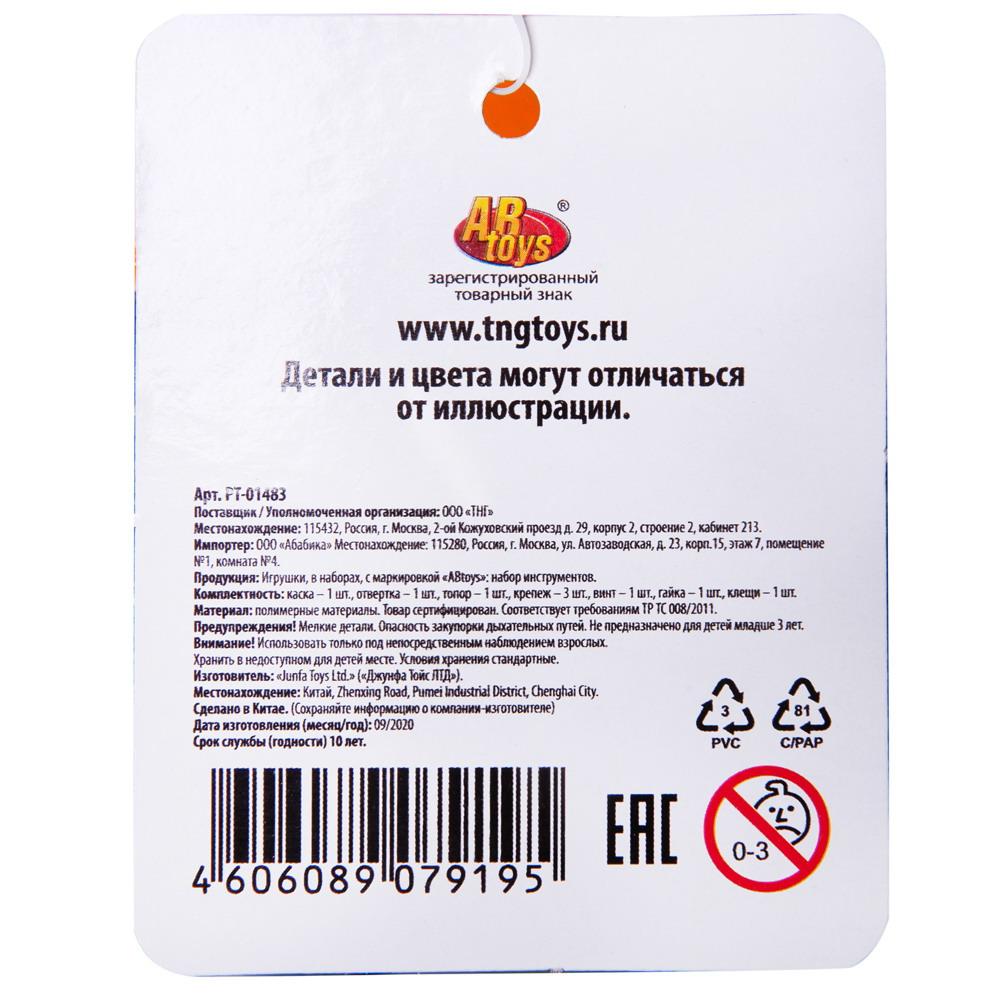 AB
toys ®
зарегистрированный
товарный знак
www.tngtoys.ru
Детали и цвета могут отличаться
от иллюстрации.
Арт. PT-01483
Поставщик / Уполномоченная организация: ООО «ТНГ»
Местонахождение: 115432, Россия, г. Москва, 2-ой Кожуховский проезд д. 29, корпус 2, строение 2, кабинет 213.
Импортер: ООО «Абабика» Местонахождение: 115280, Россия, г. Москва, ул. Автозаводская, д. 23, корп.15, этаж 7, помещение
№1, комната №4.
Продукция: Игрушки, в наборах, с маркировкой «ABtoys»: набор инструментов.
Комплектность: каска – 1 шт., отвертка – 1 шт., топор – 1 шт., крепеж – 3 шт., винт – 1 шт., гайка – 1 шт., клещи – 1 шт.
Материал: полимерные материалы. Товар сертифицирован. Соответствует требованиям ТР ТС 008/2011.
Предупреждения! Мелкие детали. Опасность закупорки дыхательных путей. Не предназначено для детей младше 3 лет.
Внимание! Использовать только под непосредственным наблюдением взрослых.
Хранить в недоступном для детей месте. Условия хранения стандартные.
Изготовитель: «Junfa Toys Ltd.» («Джунфа Тойс ЛТД»).
Местонахождение: Китай, Zhenxing Road, Pumei Industrial District, Chenghai City.
Сделано в Китае. (Сохраняйте информацию о компании-изготовителе)
Дата изготовления (месяц/год): 09/2020
Срок службы (годности) 10 лет.
3
PVC
81
C/PAP
EAC
0-3
4 606089 079195